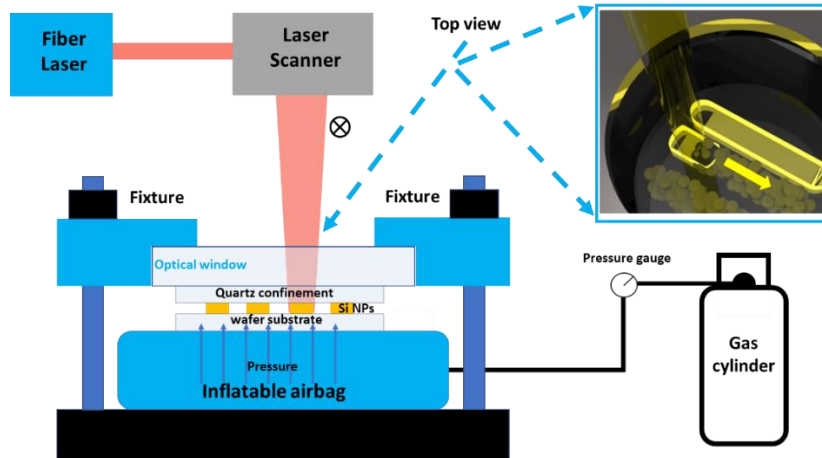 Fiber
Laser
Laser
Scanner
Top view
Fixture
Fixture
Optical window
Pressure gauge
Quartz confinement
Si NPs
wafer substrate
Pressure
Inflatable airbag
Gas
cylinder